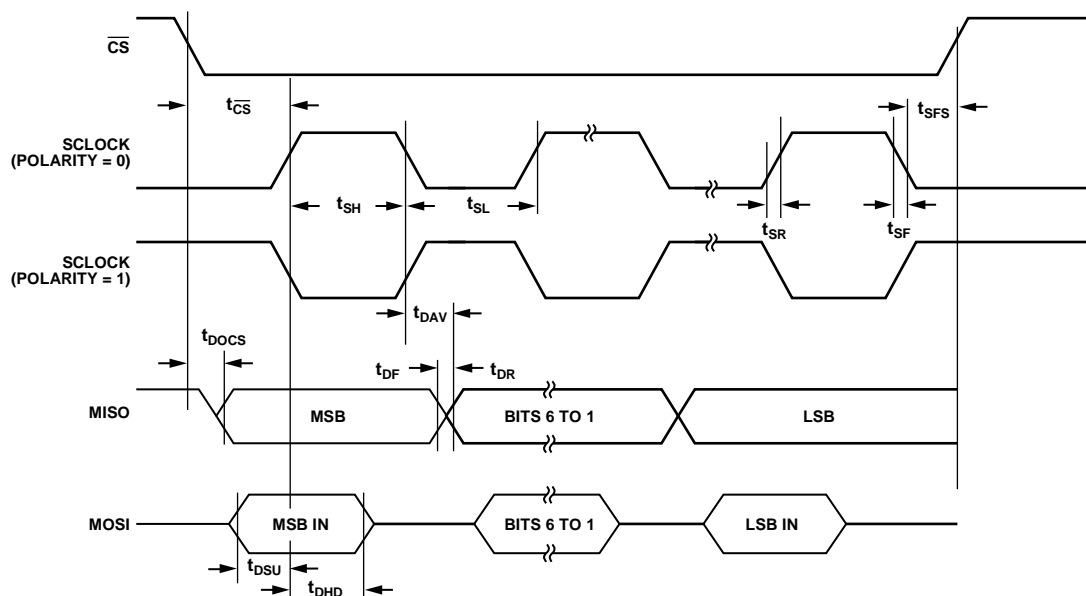 CS
tCS
tSFS
SCLOCK
(POLARITY = 0)
tSH
tSL
tSR
tSF
SCLOCK
(POLARITY = 1)
tDAV
tDOCS
tDF
tDR
MISO
MSB
BITS 6 TO 1
LSB
MOSI
MSB IN
BITS 6 TO 1
LSB IN
tDSU
tDHD